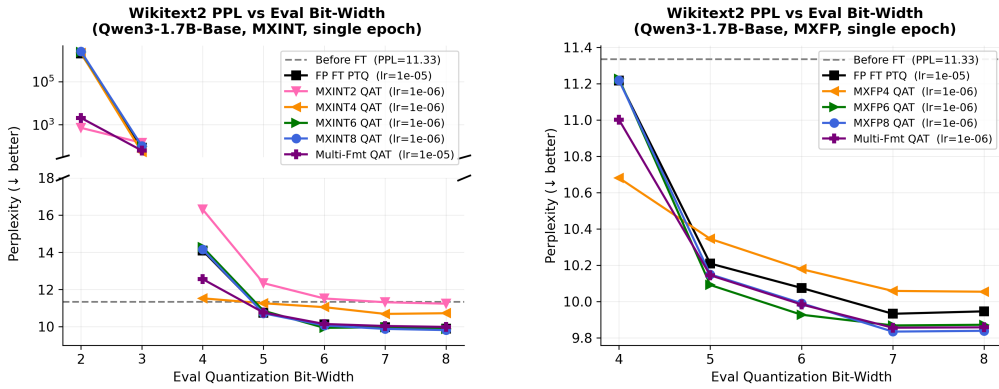 Wikitext2 PPL vs Eval Bit-Width
(Qwen3-1.7B-Base, MXINT, single epoch)
Perplexity (↓ better)
10⁵
10³
18
16
14
12
10
2
3
4
5
6
7
8
Eval Quantization Bit-Width
Before FT (PPL=11.33)
FP FT PTQ (lr=1e-05)
MXINT2 QAT (lr=1e-06)
MXINT4 QAT (lr=1e-06)
MXINT6 QAT (lr=1e-06)
MXINT8 QAT (lr=1e-06)
Multi-Fmt QAT (lr=1e-05)
Wikitext2 PPL vs Eval Bit-Width
(Qwen3-1.7B-Base, MXFP, single epoch)
Perplexity (↓ better)
11.4
11.2
11.0
10.8
10.6
10.4
10.2
10.0
9.8
4
5
6
7
8
Eval Quantization Bit-Width
Before FT (PPL=11.33)
FP FT PTQ (lr=1e-05)
MXFP4 QAT (lr=1e-06)
MXFP6 QAT (lr=1e-06)
MXFP8 QAT (lr=1e-06)
Multi-Fmt QAT (lr=1e-06)